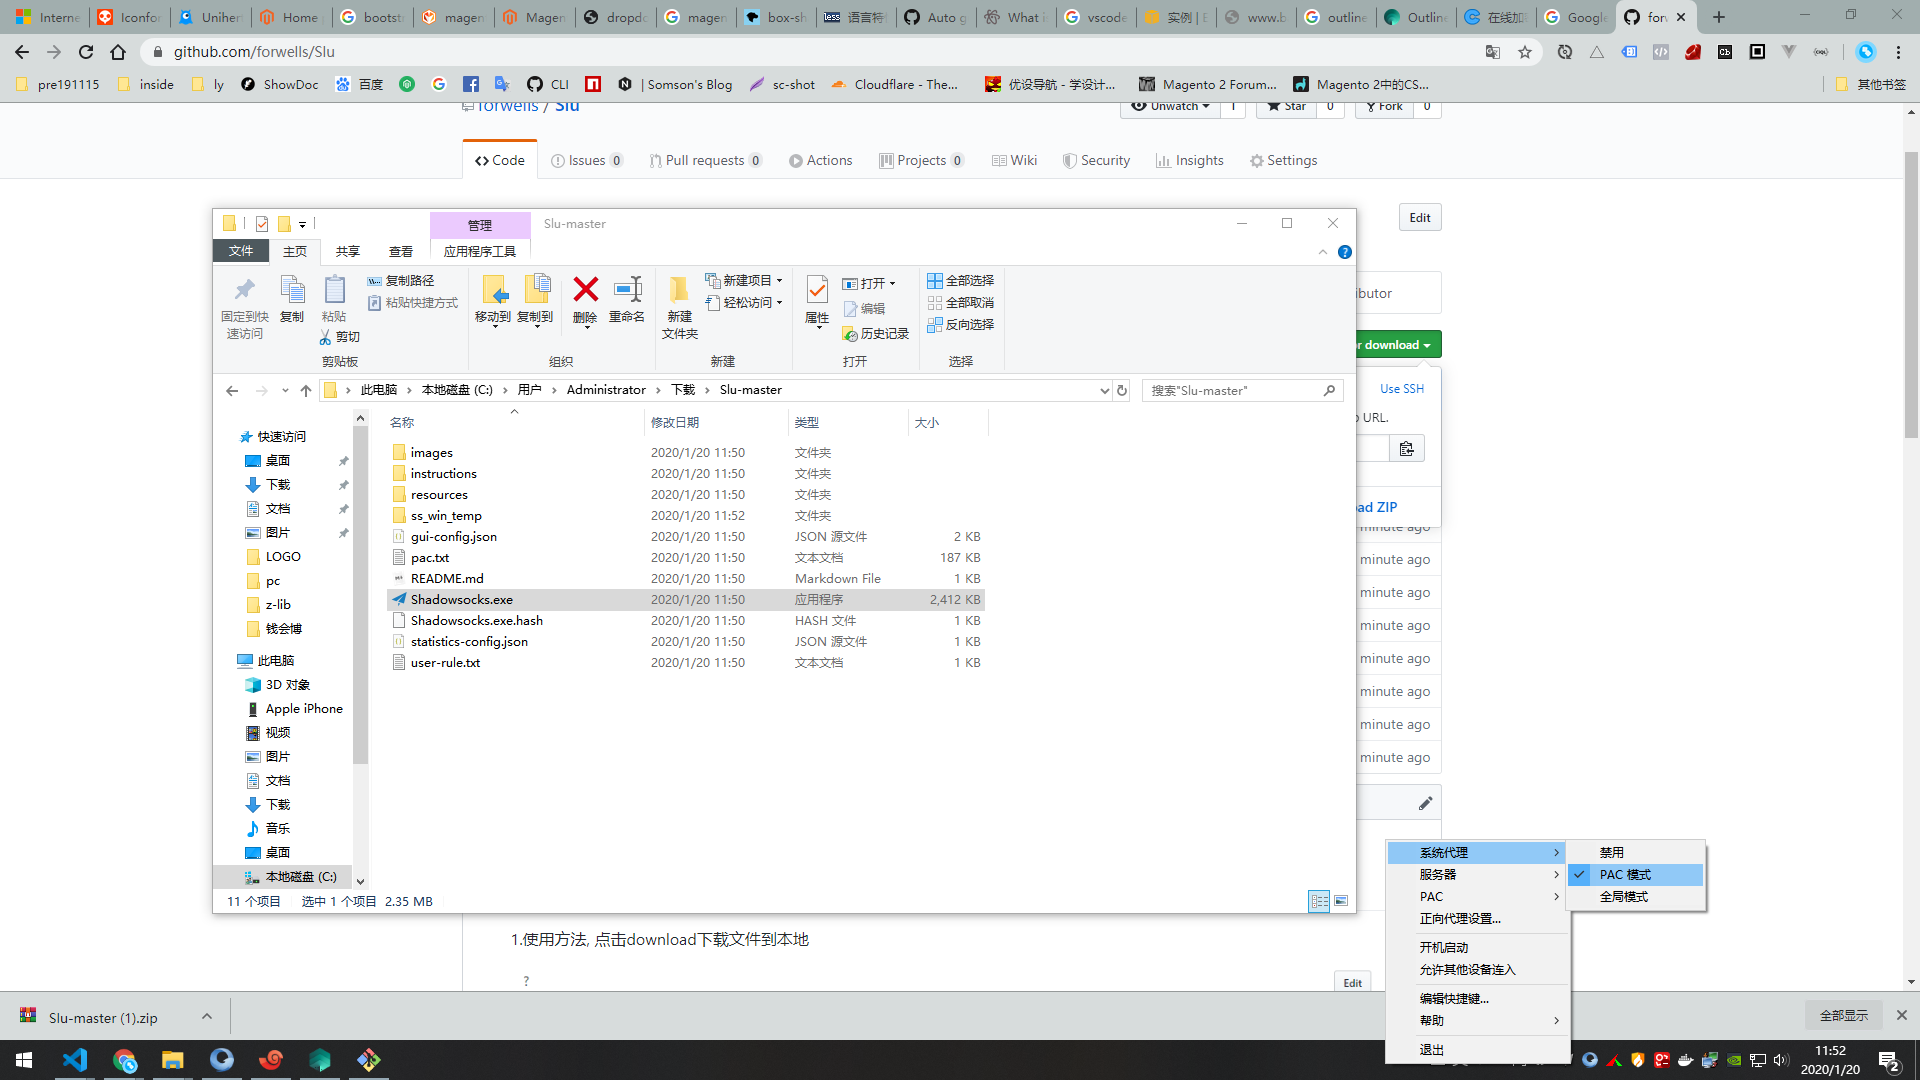 Interne
Iconfor
Unihert
Home
bootstr
magen
Magen
dropdo
magen
box-sh
less 语言特
Auto g
What i
vscode
实例 | E
www.b
outline
Outline
在线加
Google
forw
github.com/forwells/Slu
pre191115
inside
ly
ShowDoc
百度
CLI
| Somson's Blog
sc-shot
Cloudflare - The...
优设导航 - 学设计...
Magento 2 Forum...
Magento 2中的CS...
其他书签
forwells / Slu
Unwatch 1
Star 0
Fork 0
Code
Issues 0
Pull requests 0
Actions
Projects 0
Wiki
Security
Insights
Settings
管理
Slu-master
Edit
文件
主页
共享
查看
应用程序工具
固定到快速访问
复制
粘贴
复制路径
粘贴快捷方式
剪切
移动到
复制到
删除
重命名
新建文件夹
新建项目
轻松访问
属性
打开
编辑
历史记录
全部选择
全部取消
反向选择
剪贴板
组织
新建
打开
选择
ibutor
r download
Use SSH
URL.
ad ZIP
此电脑 › 本地磁盘 (C:) › 用户 › Administrator › 下载 › Slu-master
搜索"Slu-master"
名称 修改日期 类型 大小
快速访问
桌面
下载
文档
图片
LOGO
pc
z-lib
钱会博
此电脑
3D 对象
Apple iPhone
视频
图片
文档
下载
音乐
桌面
本地磁盘 (C:)
images 2020/1/20 11:50 文件夹
instructions 2020/1/20 11:50 文件夹
resources 2020/1/20 11:50 文件夹
ss_win_temp 2020/1/20 11:52 文件夹
gui-config.json 2020/1/20 11:50 JSON 源文件 2 KB
pac.txt 2020/1/20 11:50 文本文档 187 KB
README.md 2020/1/20 11:50 Markdown File 1 KB
Shadowsocks.exe 2020/1/20 11:50 应用程序 2,412 KB
Shadowsocks.exe.hash 2020/1/20 11:50 HASH 文件 1 KB
statistics-config.json 2020/1/20 11:50 JSON 源文件 1 KB
user-rule.txt 2020/1/20 11:50 文本文档 1 KB
minute ago
minute ago
minute ago
minute ago
minute ago
minute ago
minute ago
minute ago
11 个项目 选中 1 个项目 2.35 MB
系统代理
服务器
PAC
正向代理设置...
开机启动
允许其他设备连入
编辑快捷键...
帮助
退出
禁用
PAC 模式
全局模式
1.使用方法, 点击download下载文件到本地
?
Edit
Slu-master (1).zip
全部显示
11:52
2020/1/20
2